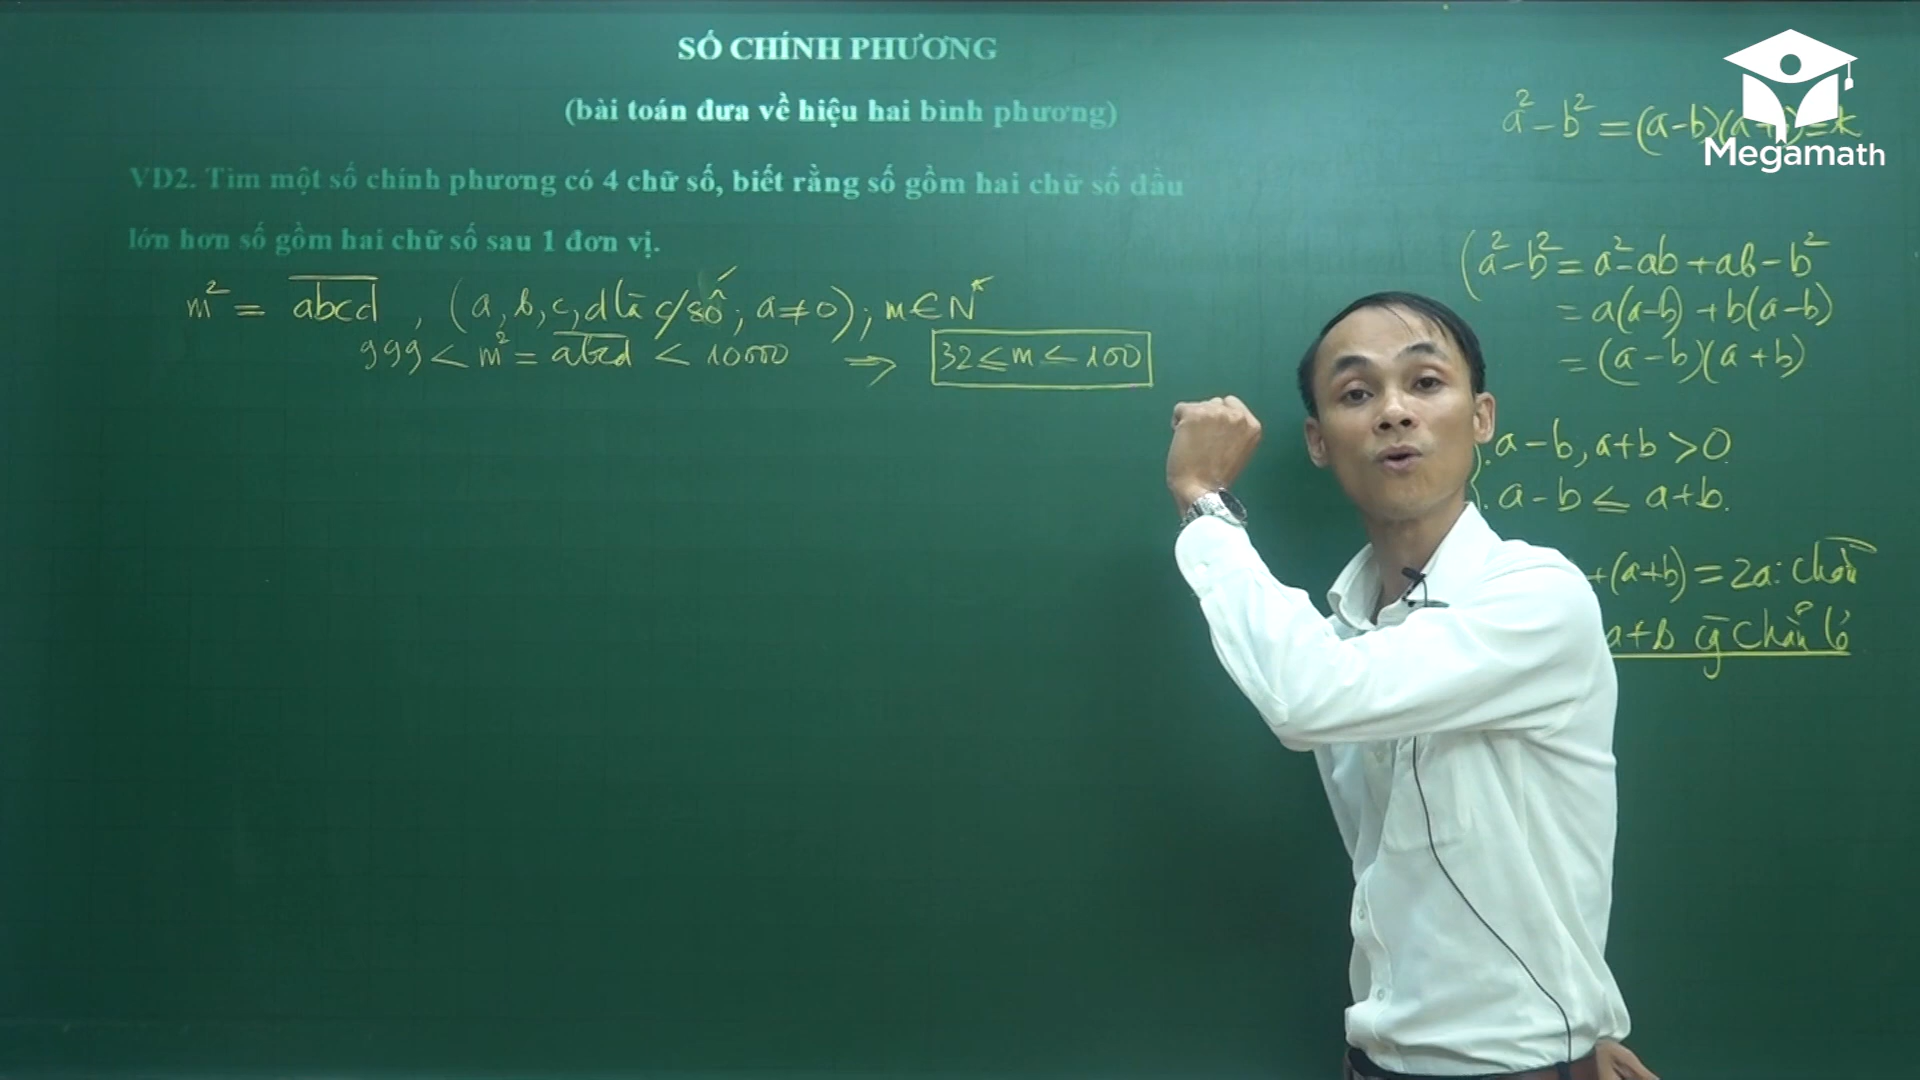 SỐ CHÍNH PHƯƠNG
(bài toán đưa về hiệu hai bình phương)
VD2. Tìm một số chính phương có 4 chữ số, biết rằng số gồm hai chữ số đầu
lớn hơn số gồm hai chữ số sau 1 đơn vị.
m² = abcd , (a, b, c, d là c/số ; a ≠ 0) ; m ∈ N*
999 < m² = abcd < 10000 ⇒ 32 ≤ m < 100
Megamath
a² − b² = (a−b)(a+b) = k
(a² − b² = a² − ab + ab − b²
= a(a−b) + b(a−b)
= (a−b)(a+b)
. a − b, a+b > 0.
. a − b ≤ a+b.
+(a+b) = 2a: chẵn
a+b cg chẵn lẻ